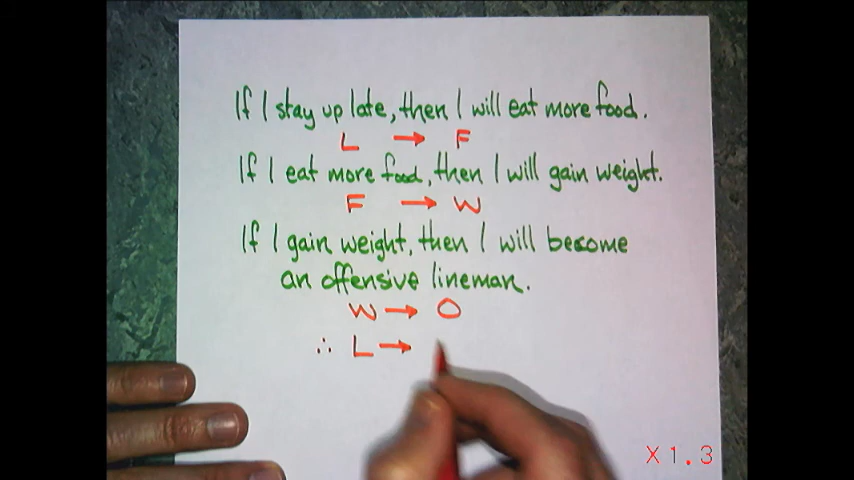 If I stay up late, then I will eat more food.
L → F
If I eat more food, then I will gain weight.
F → W
If I gain weight, then I will become
an offensive lineman.
W → O
∴ L →
X1.3